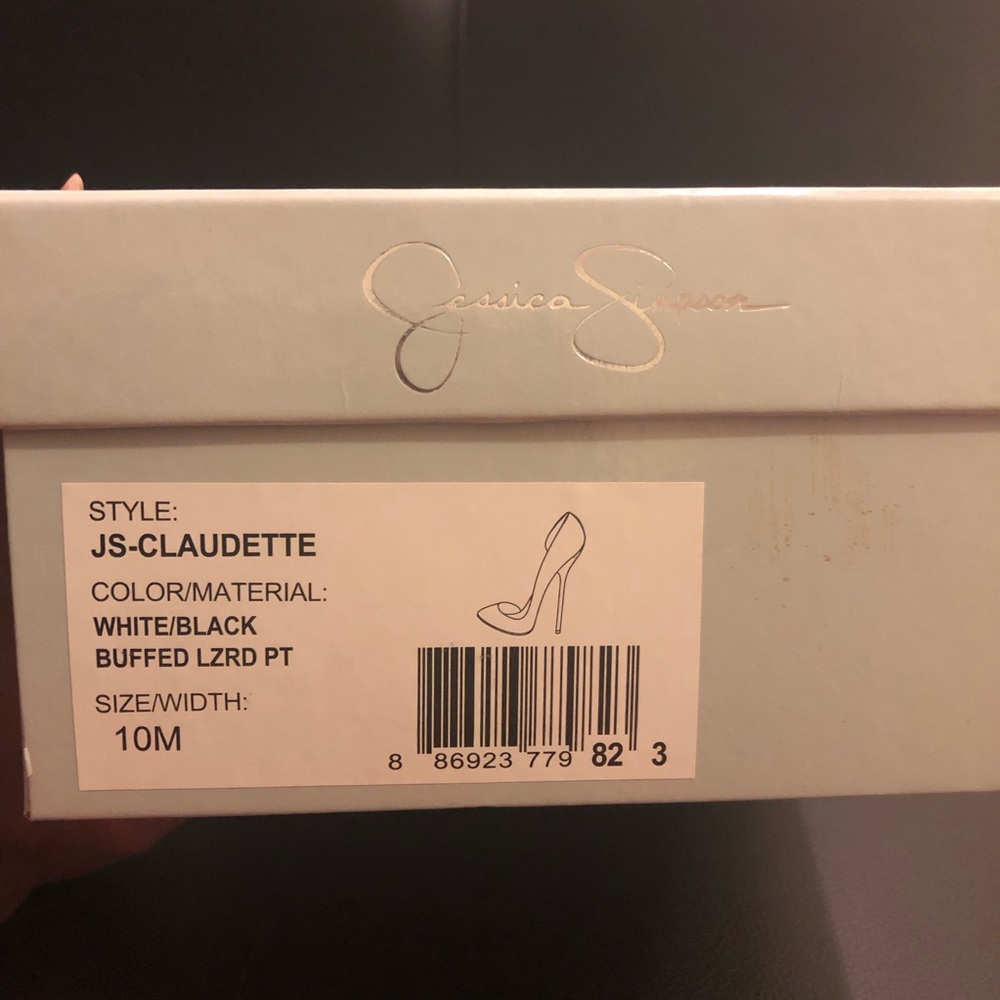 Jessica Simpson
STYLE:
JS-CLAUDETTE
COLOR/MATERIAL:
WHITE/BLACK
BUFFED LZRD PT
SIZE/WIDTH:
10M
8 86923 779 82 3